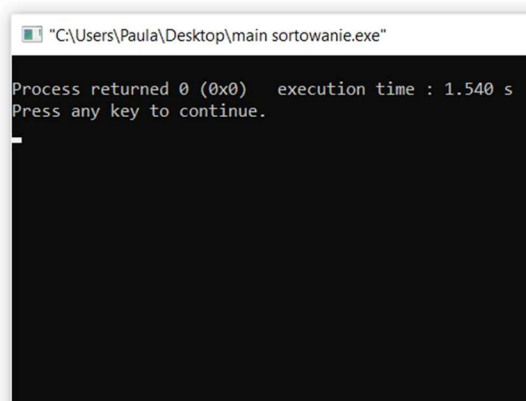 "C:\Users\Paula\Desktop\main sortowanie.exe"
Process returned 0 (0x0)   execution time : 1.540 s
Press any key to continue.